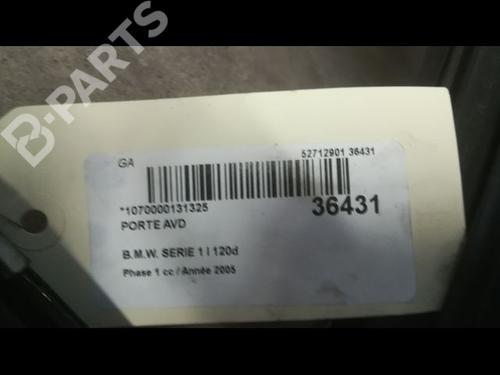 B-PARTS
GA
52712901 36431
*1070000131325
36431
PORTE AVD
B.M.W. SERIE 1 I 120d
Phase 1 cc / Année 2005